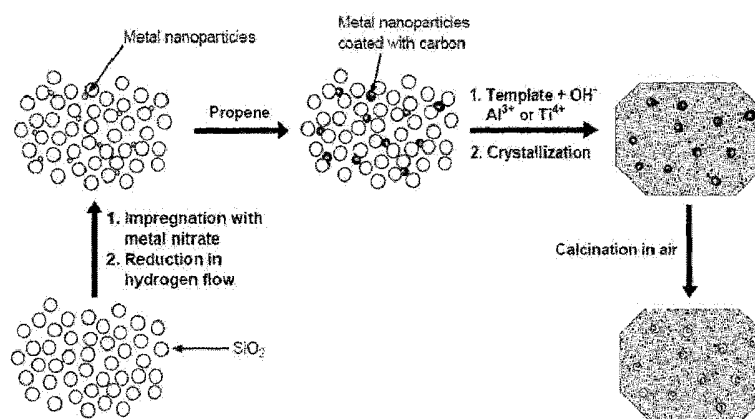 Metal nanoparticles
Metal nanoparticles
coated with carbon
Propene
1. Template + OH⁻
Al³⁺ or Ti⁴⁺
2. Crystallization
1. Impregnation with
metal nitrate
2. Reduction in
hydrogen flow
Calcination in air
SiO₂